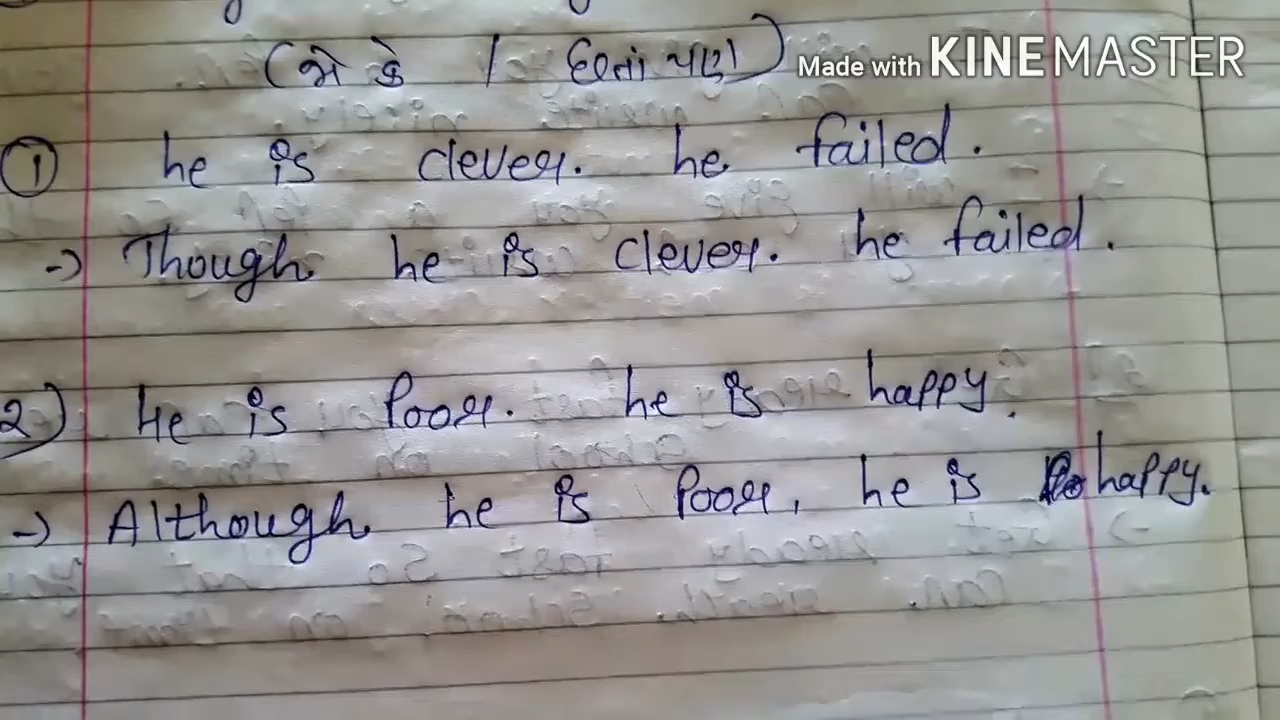 (જો કે / છતાં પણ)
Made with KINEMASTER
① he is clever. he failed.
-> Though he is clever. he failed.
2) He is Poor. he is happy.
-> Although he is Poor, he is happy.